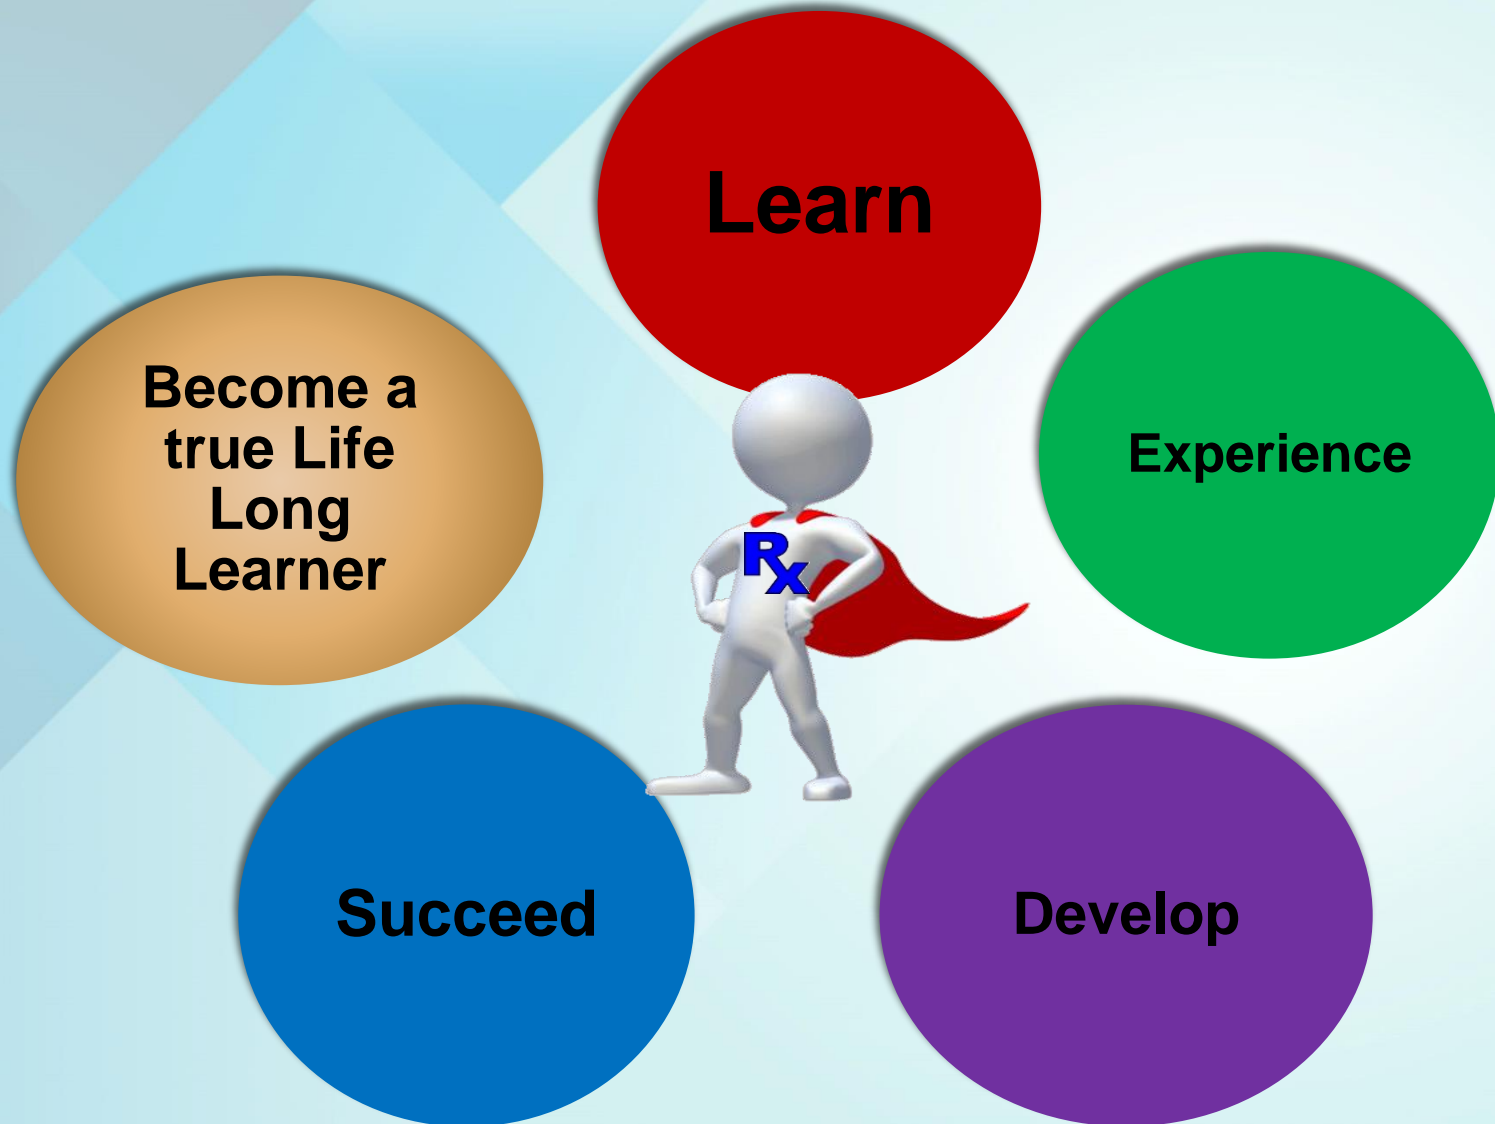 Learn
Experience
Develop
Succeed
Become a
true Life
Long
Learner
Rx